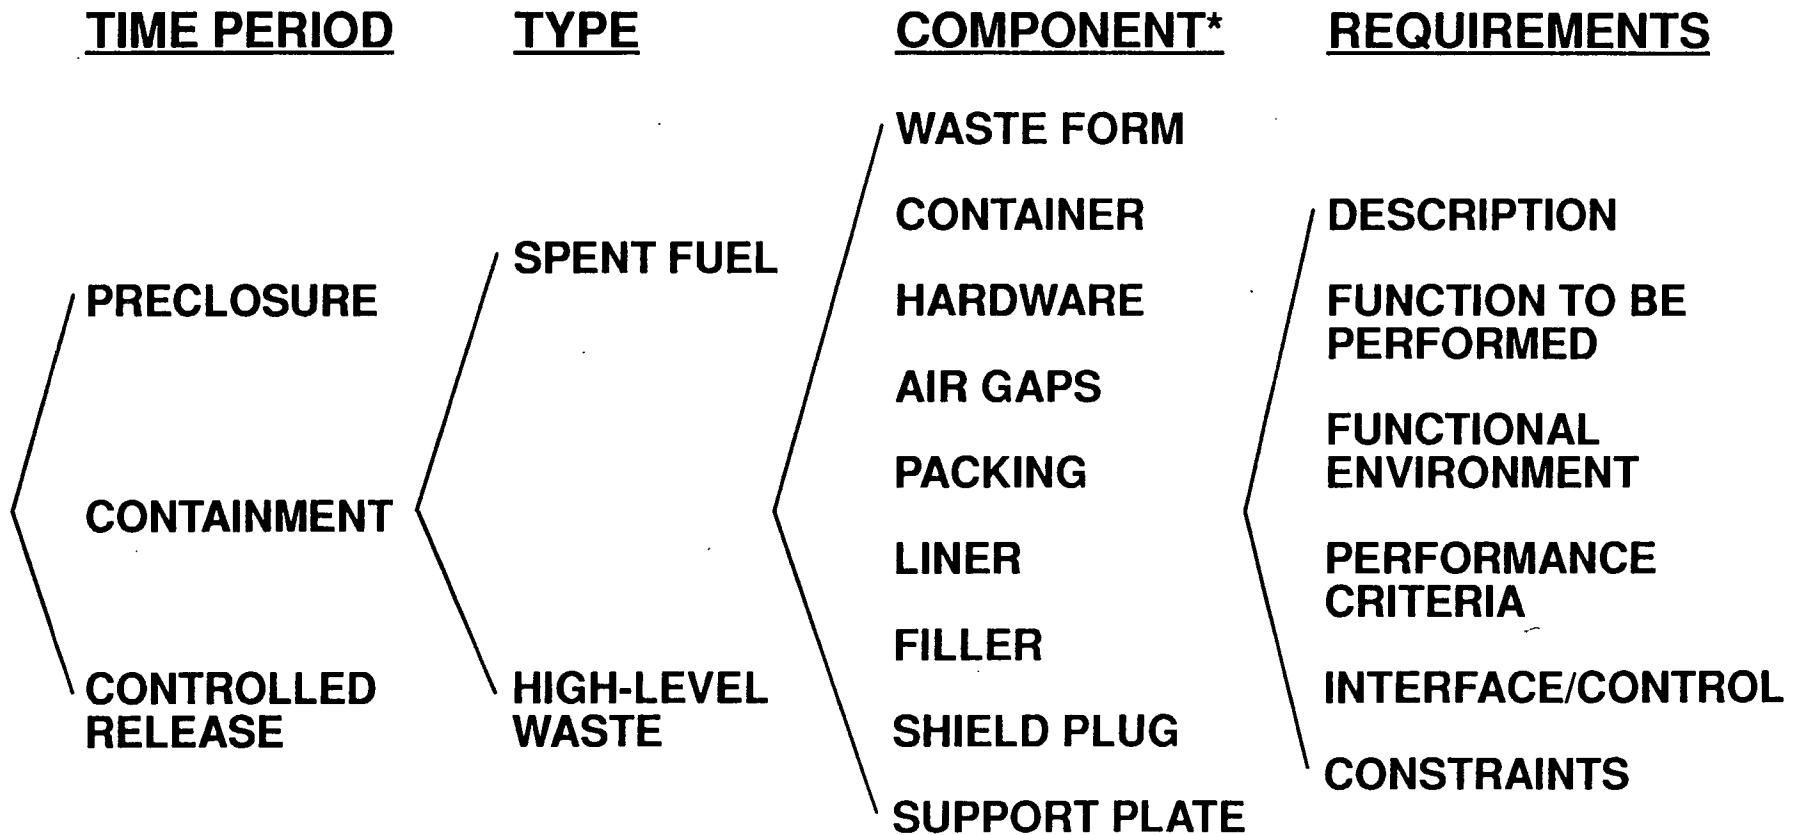 TIME PERIOD
PRECLOSURE
CONTAINMENT
CONTROLLED
RELEASE
TYPE
SPENT FUEL
HIGH-LEVEL
WASTE
COMPONENT*
WASTE FORM
CONTAINER
HARDWARE
AIR GAPS
PACKING
LINER
FILLER
SHIELD PLUG
SUPPORT PLATE
REQUIREMENTS
DESCRIPTION
FUNCTION TO BE
PERFORMED
FUNCTIONAL
ENVIRONMENT
PERFORMANCE
CRITERIA
INTERFACE/CONTROL
CONSTRAINTS